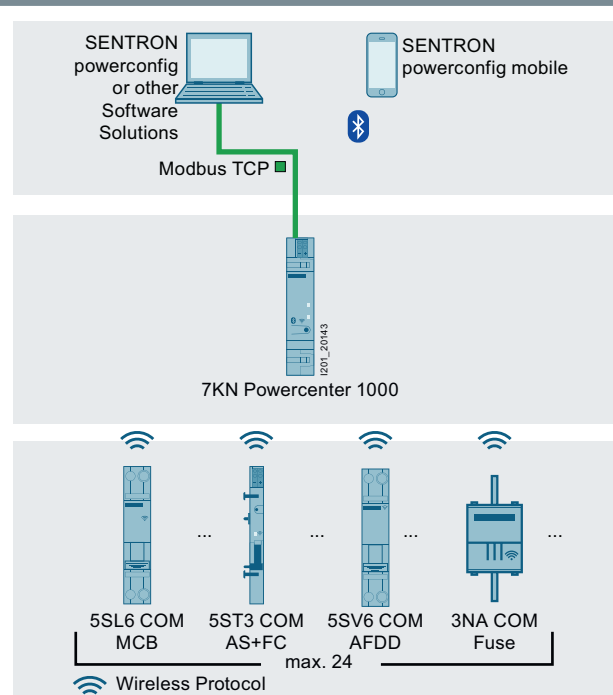 SENTRON
powerconfig
or other
Software
Solutions
SENTRON
powerconfig mobile
Modbus TCP
I201_20143
7KN Powercenter 1000
... ... ... ...
5SL6 COM
MCB
5ST3 COM
AS+FC
5SV6 COM
AFDD
3NA COM
Fuse
max. 24
Wireless Protocol